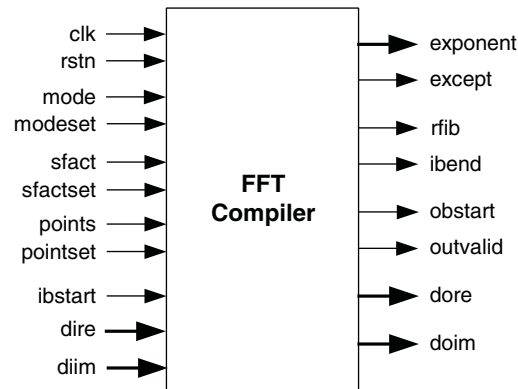 clk
rstn
mode
modeset
sfact
sfactset
points
pointset
ibstart
dire
diim
FFT
Compiler
exponent
except
rfib
ibend
obstart
outvalid
dore
doim